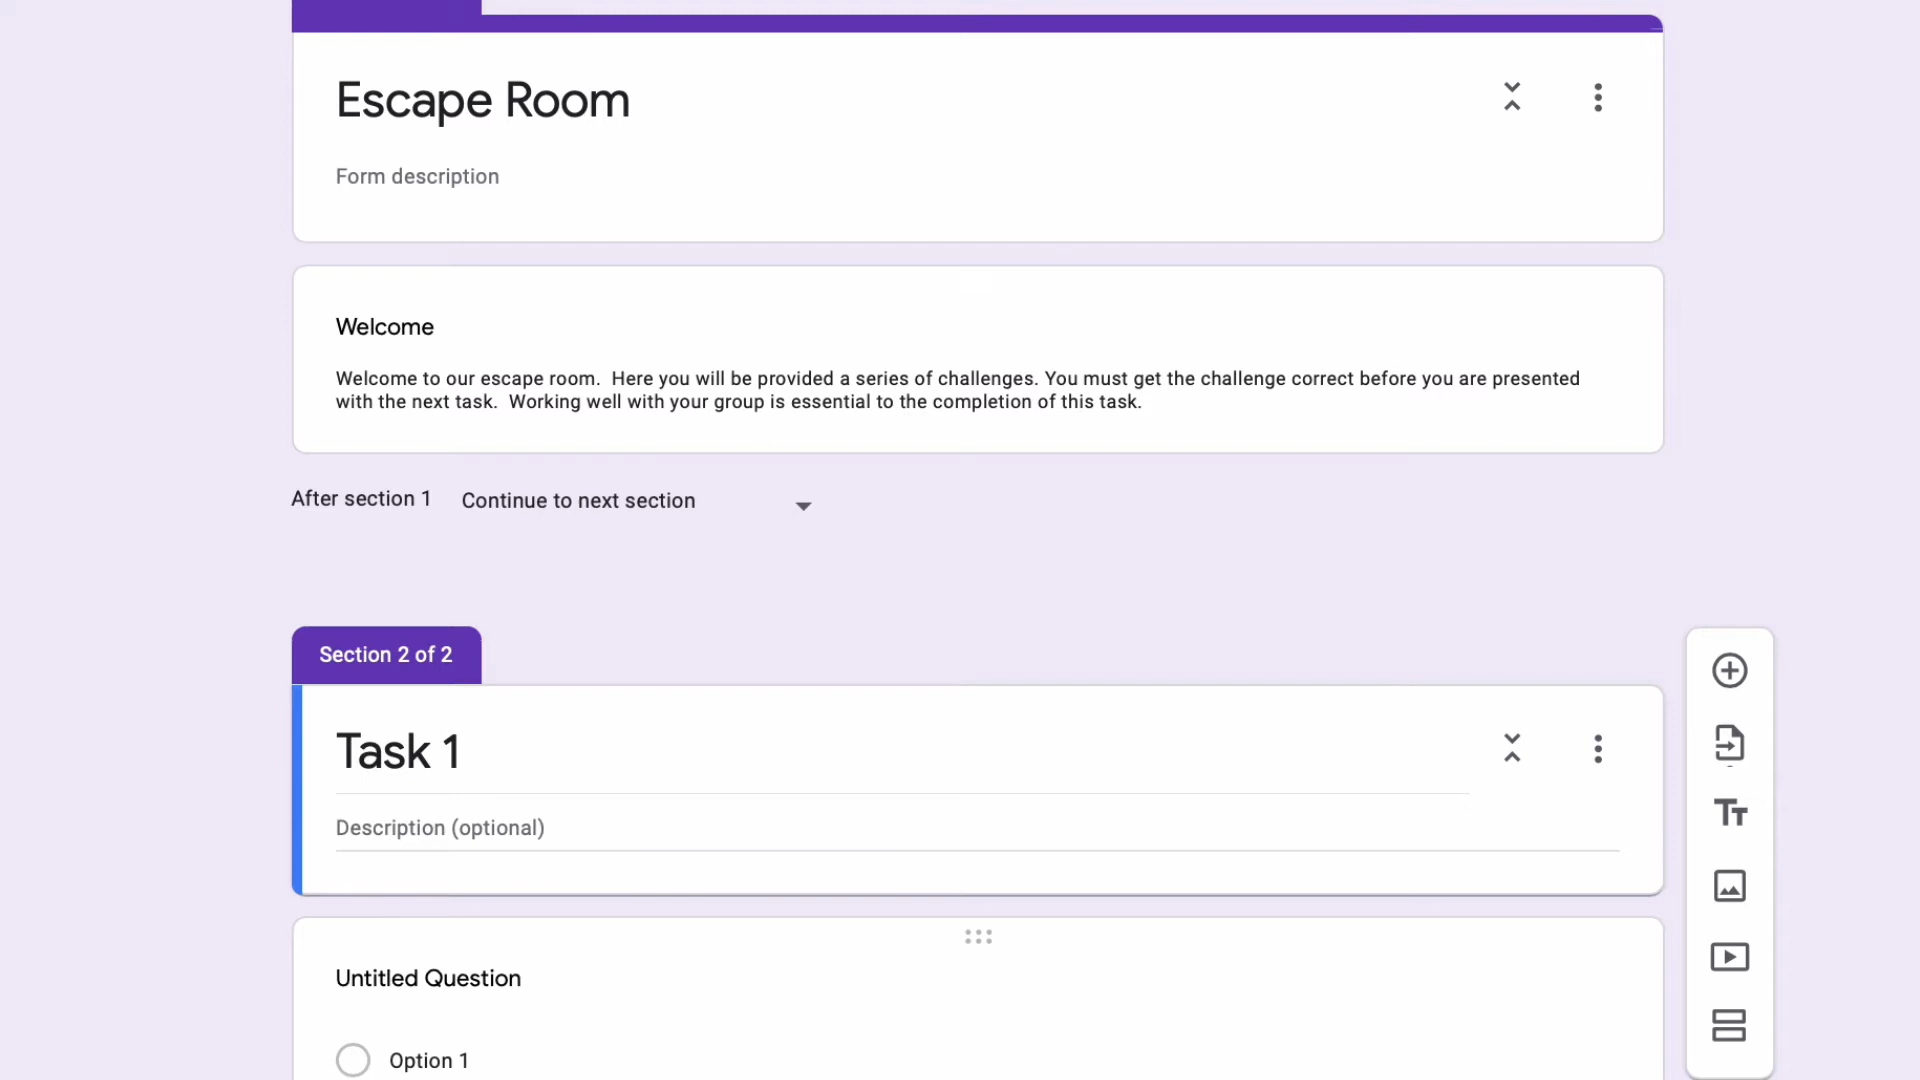 Escape Room
Form description
Welcome
Welcome to our escape room.  Here you will be provided a series of challenges. You must get the challenge correct before you are presented
with the next task.  Working well with your group is essential to the completion of this task.
After section 1 Continue to next section
Section 2 of 2
Task 1
Description (optional)
Untitled Question
Option 1